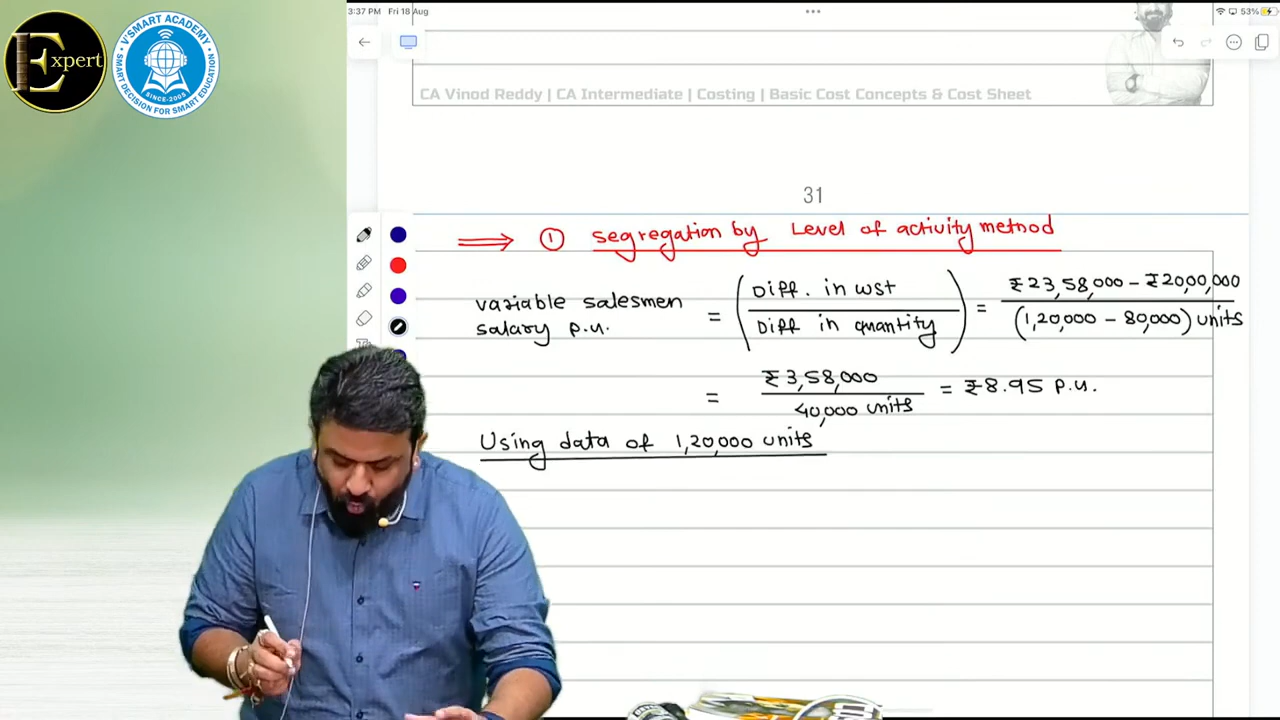 3:37 PM Fri 18 Aug
53%
Expert
V'SMART ACADEMY
SINCE-2005
SMART DECISION FOR SMART EDUCATION
CA Vinod Reddy | CA Intermediate | Costing | Basic Cost Concepts & Cost Sheet
31
⇒ ① segregation by Level of activity method
variable salesmen salary p.u. = (Diff. in cost / Diff in quantity) = ₹23,58,000 - ₹20,00,000 / (1,20,000 - 80,000) units
= ₹3,58,000 / 40,000 units = ₹8.95 p.u.
Using data of 1,20,000 units